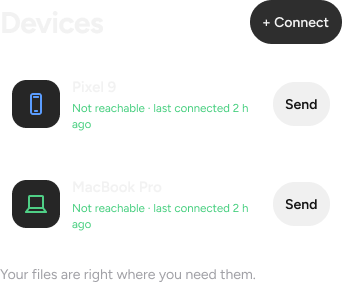 Devices
+ Connect
Pixel 9
Not reachable · last connected 2 h
ago
Send
MacBook Pro
Not reachable · last connected 2 h
ago
Send
Your files are right where you need them.